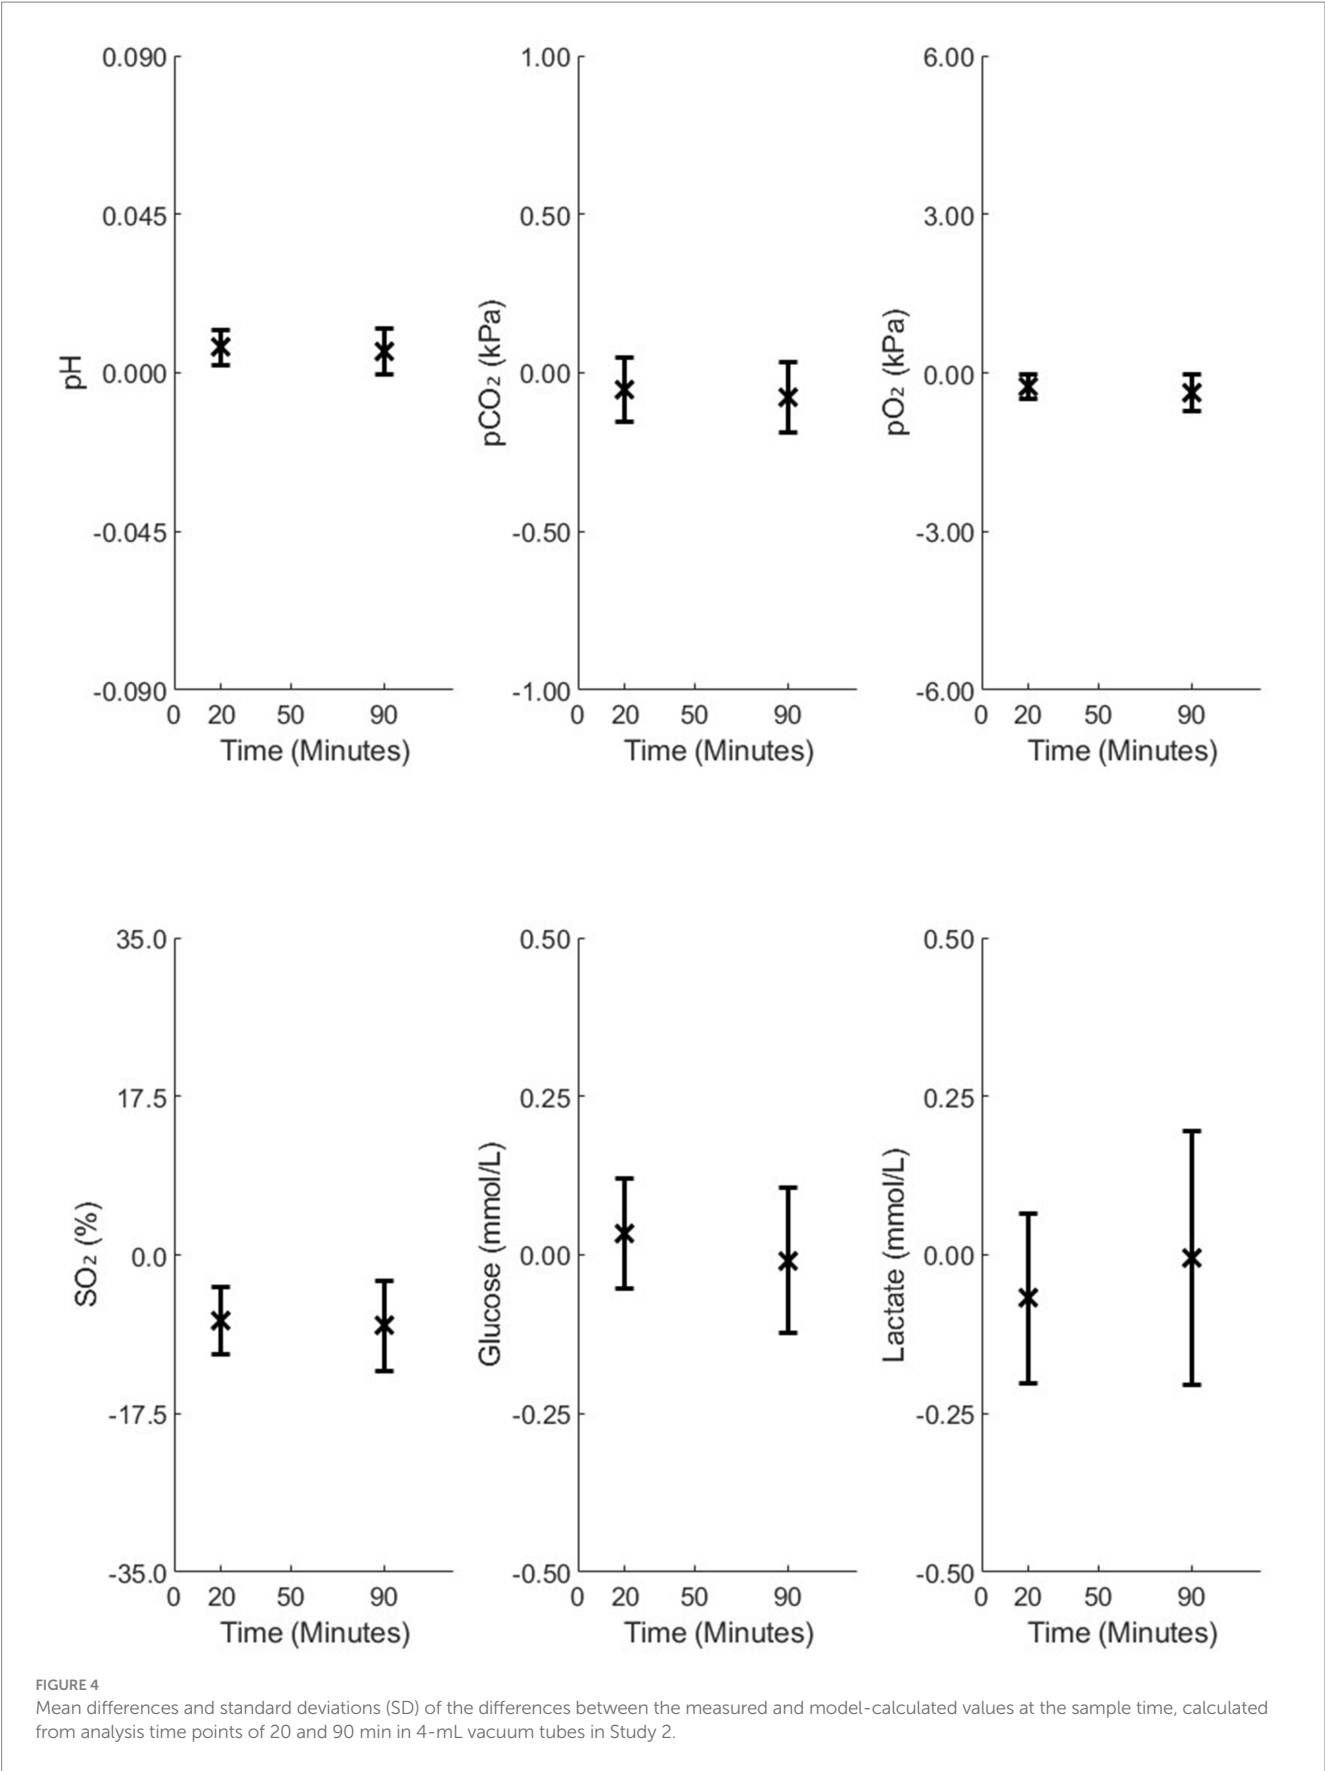 0.090
0.045
0.000
-0.045
-0.090
pH
0 20 50 90
Time (Minutes)
1.00
0.50
0.00
-0.50
-1.00
pCO₂ (kPa)
0 20 50 90
Time (Minutes)
6.00
3.00
0.00
-3.00
-6.00
pO₂ (kPa)
0 20 50 90
Time (Minutes)
35.0
17.5
0.0
-17.5
-35.0
SO₂ (%)
0 20 50 90
Time (Minutes)
0.50
0.25
0.00
-0.25
-0.50
Glucose (mmol/L)
0 20 50 90
Time (Minutes)
0.50
0.25
0.00
-0.25
-0.50
Lactate (mmol/L)
0 20 50 90
Time (Minutes)
FIGURE 4
Mean differences and standard deviations (SD) of the differences between the measured and model-calculated values at the sample time, calculated
from analysis time points of 20 and 90 min in 4-mL vacuum tubes in Study 2.